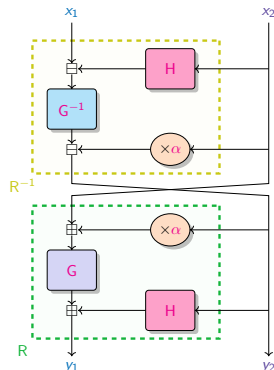 x₁ x₂
⊟ H
G⁻¹
⊟ ×α
R⁻¹
⊞ ×α
G
⊞ H
R
y₁ y₂